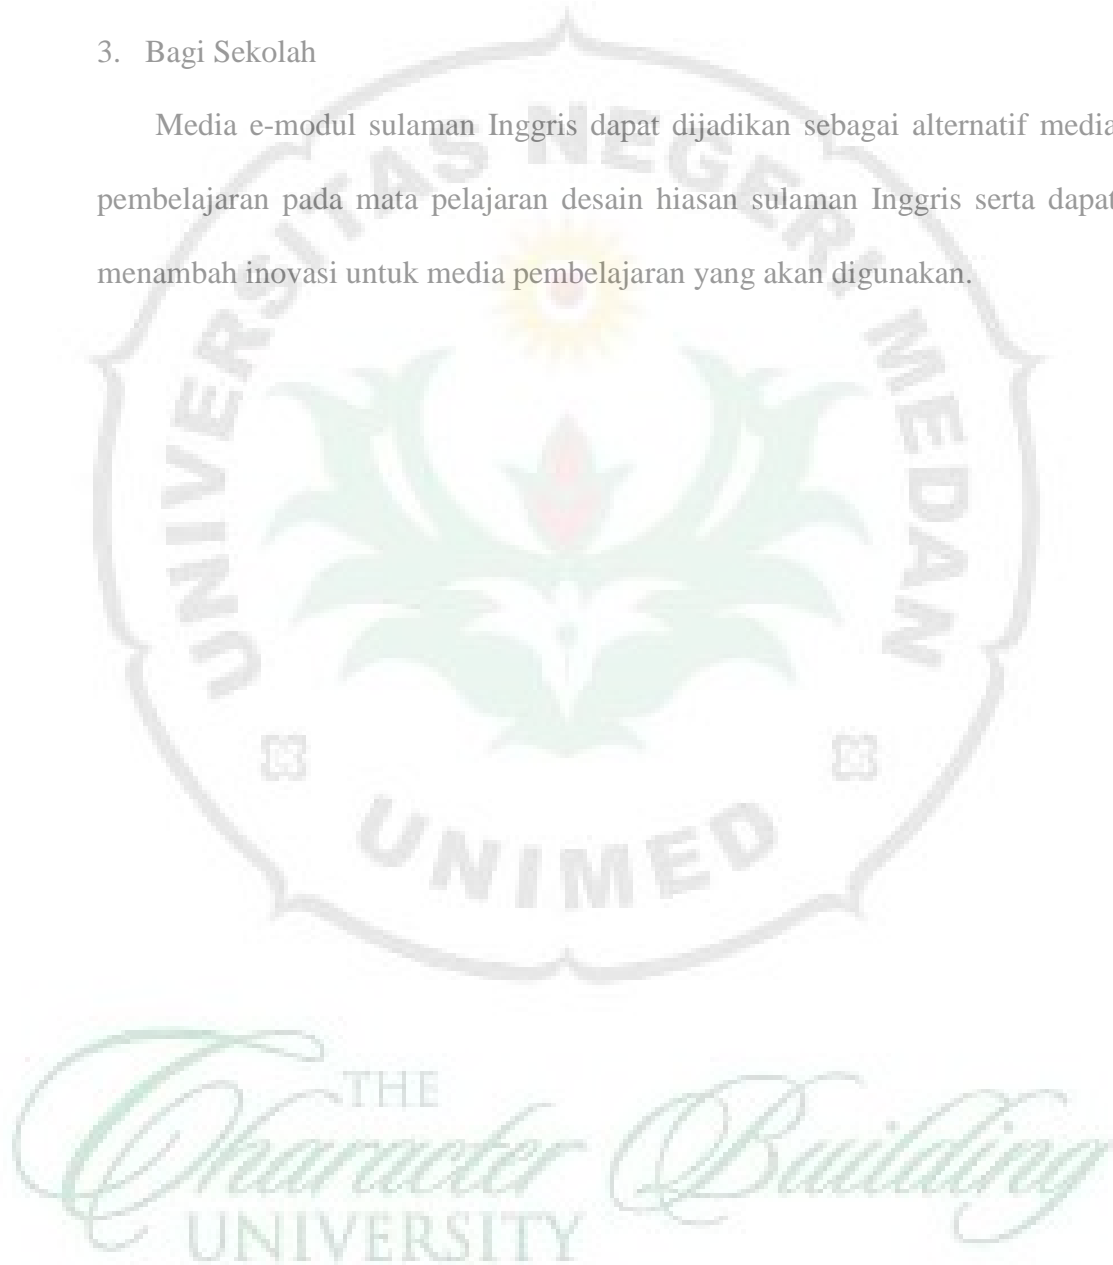 3. Bagi Sekolah
Media e-modul sulaman Inggris dapat dijadikan sebagai alternatif media
pembelajaran pada mata pelajaran desain hiasan sulaman Inggris serta dapat
menambah inovasi untuk media pembelajaran yang akan digunakan.
UNIVERSITAS NEGERI MEDAN
UNIMED
THE
Character Building
UNIVERSITY